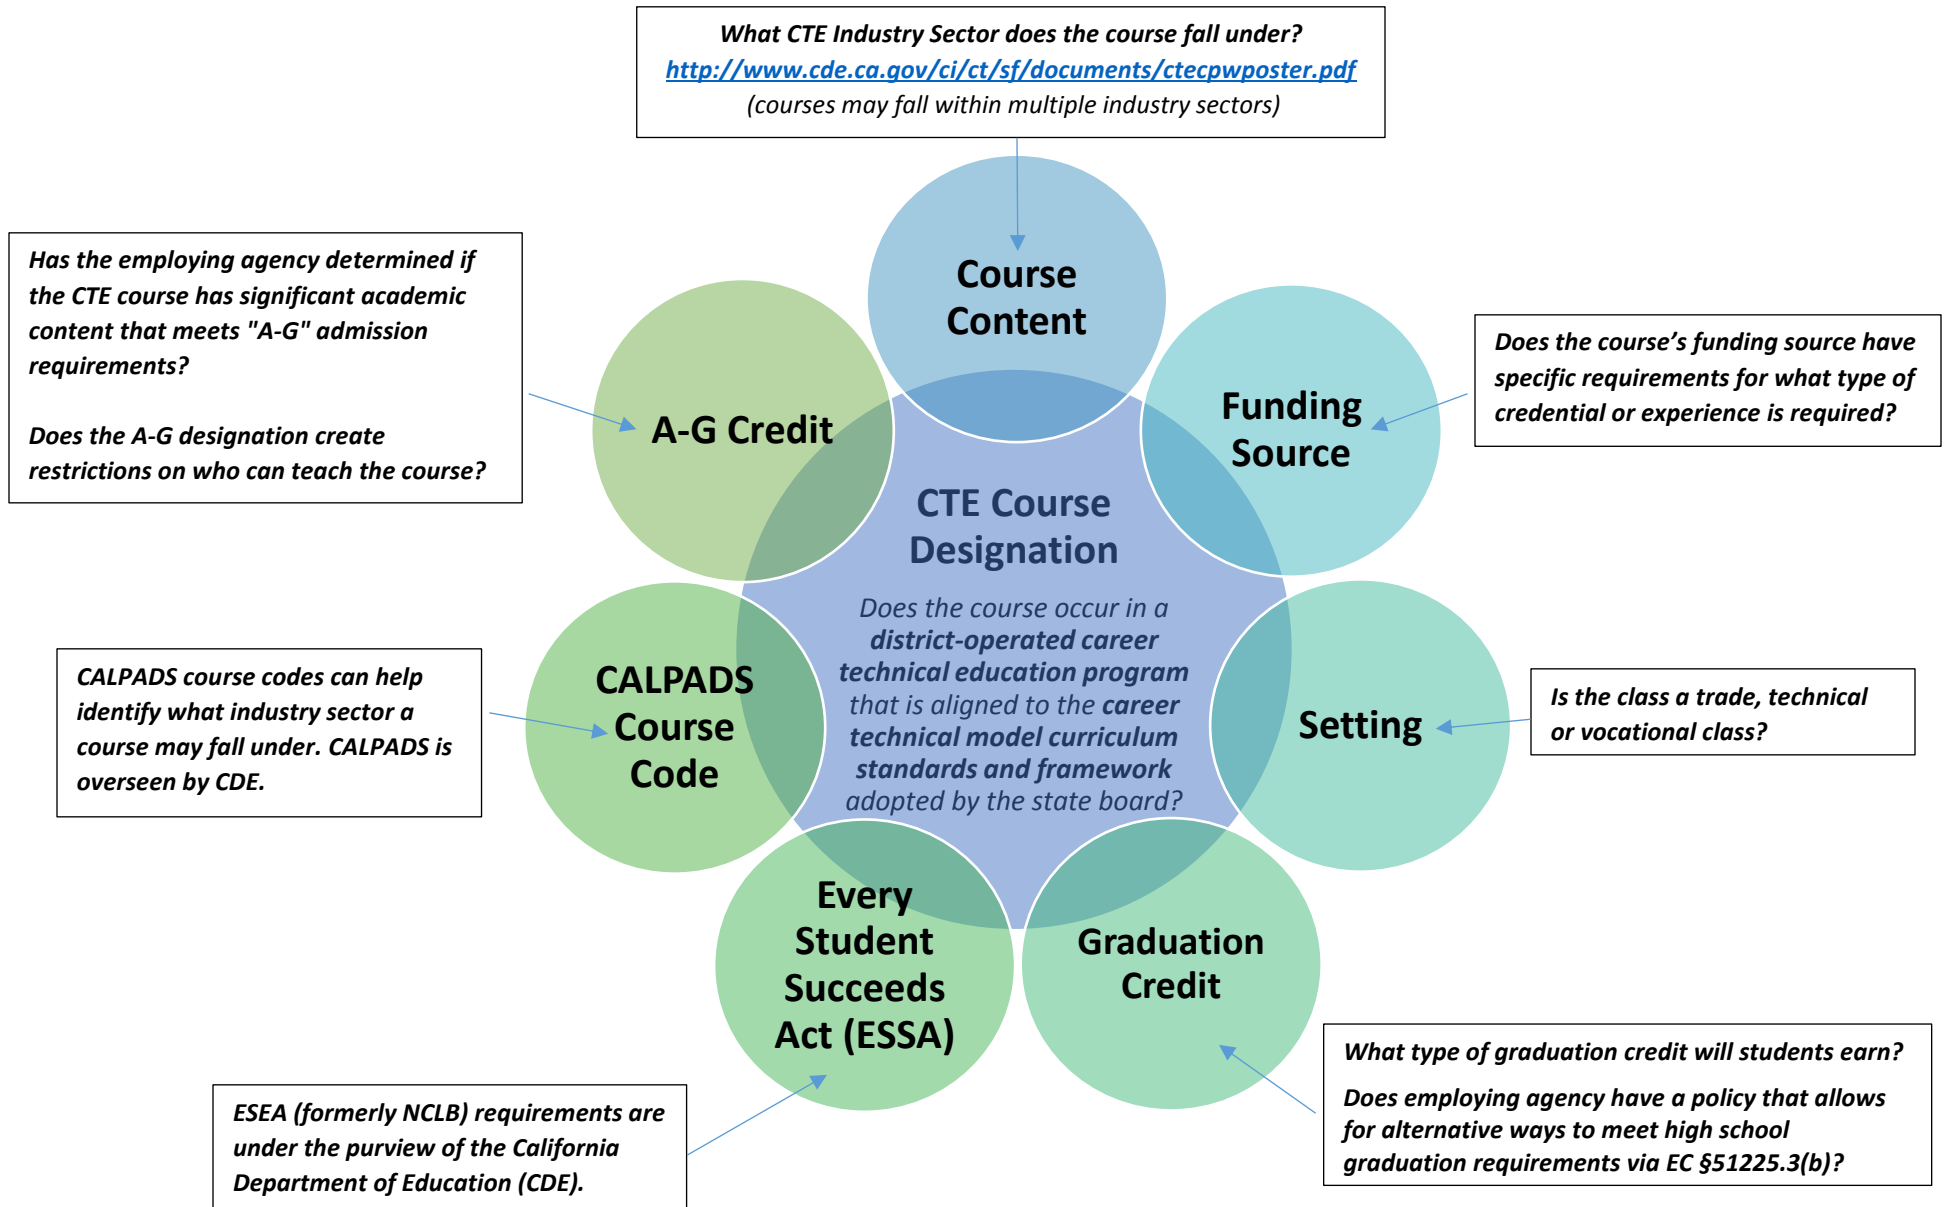 What CTE Industry Sector does the course fall under?
http://www.cde.ca.gov/ci/ct/sf/documents/ctecpwposter.pdf
(courses may fall within multiple industry sectors)
Course
Content
Has the employing agency determined if
the CTE course has significant academic
content that meets "A-G" admission
requirements?
Does the A-G designation create
restrictions on who can teach the course?
A-G Credit
Funding
Source
Does the course’s funding source have
specific requirements for what type of
credential or experience is required?
CTE Course
Designation
Does the course occur in a
district-operated career
technical education program
that is aligned to the career
technical model curriculum
standards and framework
adopted by the state board?
CALPADS course codes can help
identify what industry sector a
course may fall under. CALPADS is
overseen by CDE.
CALPADS
Course
Code
Setting
Is the class a trade, technical
or vocational class?
Every
Student
Succeeds
Act (ESSA)
Graduation
Credit
ESEA (formerly NCLB) requirements are
under the purview of the California
Department of Education (CDE).
What type of graduation credit will students earn?
Does employing agency have a policy that allows
for alternative ways to meet high school
graduation requirements via EC §51225.3(b)?